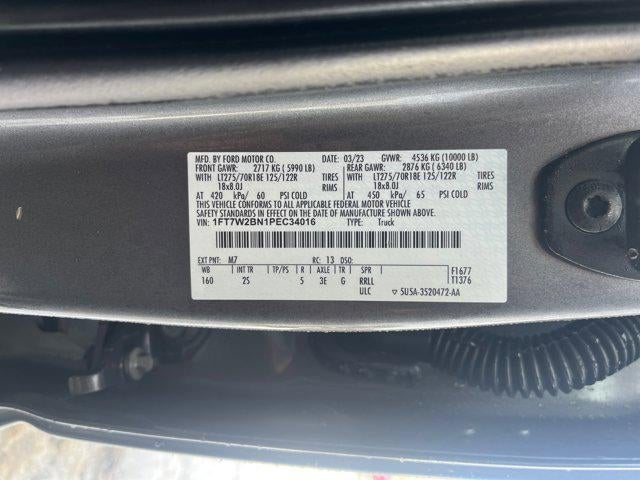 MFD. BY FORD MOTOR CO. 03/23 GVWR: 4536 KG (10000 LB)
FRONT GAWR: 2717 KG ( 5990 LB) REAR GAWR: 2876 KG ( 6340 LB)
WITH LT275/70R18E 125/122R TIRES WITH LT275/70R18E 125/122R TIRES
18x8.0J RIMS 18x8.0J RIMS
AT 420 kPa/ 60 PSI COLD AT 450 kPa/ 65 PSI COLD
THIS VEHICLE CONFORMS TO ALL APPLICABLE FEDERAL MOTOR VEHICLE
SAFETY STANDARDS IN EFFECT ON THE DATE OF MANUFACTURE SHOWN ABOVE.
VIN: 1FT7W2BN1PEC34016 TYPE: Truck
EXT PNT: M7 RC: 13 DSO:
WB INT TR TP/PS R AXLE TR SPR F1677
160 2S 5 3E G RRLL T1376
ULC ▽ SU5A-3520472-AA